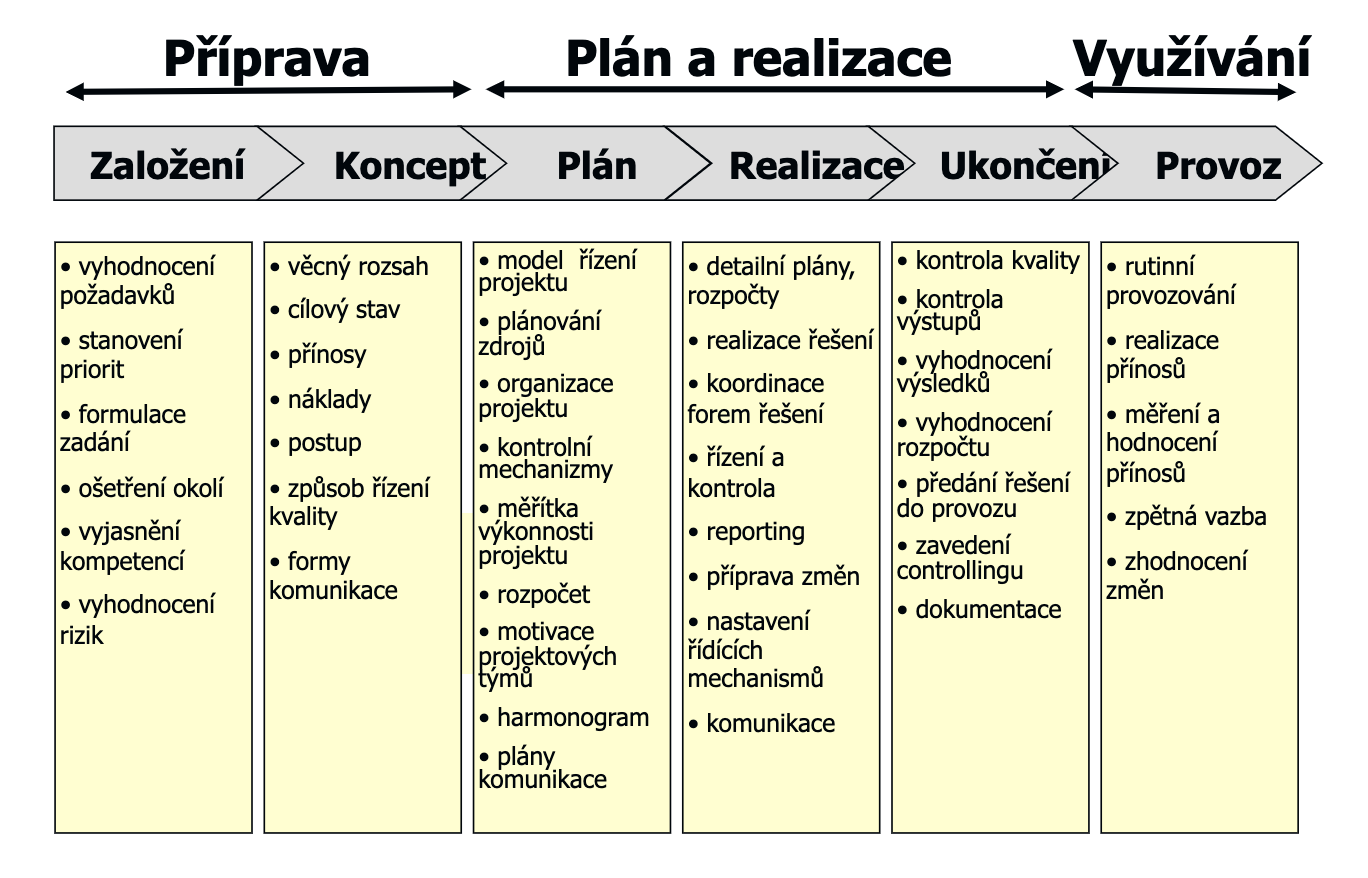 Příprava
Plán a realizace
Využívání
Založení
Koncept
Plán
Realizace
Ukončení
Provoz
• vyhodnocení
požadavků
• stanovení
priorit
• formulace
zadání
• ošetření okolí
• vyjasnění
kompetencí
• vyhodnocení
rizik
• věcný rozsah
• cílový stav
• přínosy
• náklady
• postup
• způsob řízení
kvality
• formy
komunikace
• model řízení
projektu
• plánování
zdrojů
• organizace
projektu
• kontrolní
mechanizmy
• měřítka
výkonnosti
projektu
• rozpočet
• motivace
projektových
týmů
• harmonogram
• plány
komunikace
• detailní plány,
rozpočty
• realizace řešení
• koordinace
forem řešení
• řízení a
kontrola
• reporting
• příprava změn
• nastavení
řídících
mechanismů
• komunikace
• kontrola kvality
• kontrola
výstupů
• vyhodnocení
výsledků
• vyhodnocení
rozpočtu
• předání řešení
do provozu
• zavedení
controllingu
• dokumentace
• rutinní
provozování
• realizace
přínosů
• měření a
hodnocení
přínosů
• zpětná vazba
• zhodnocení
změn